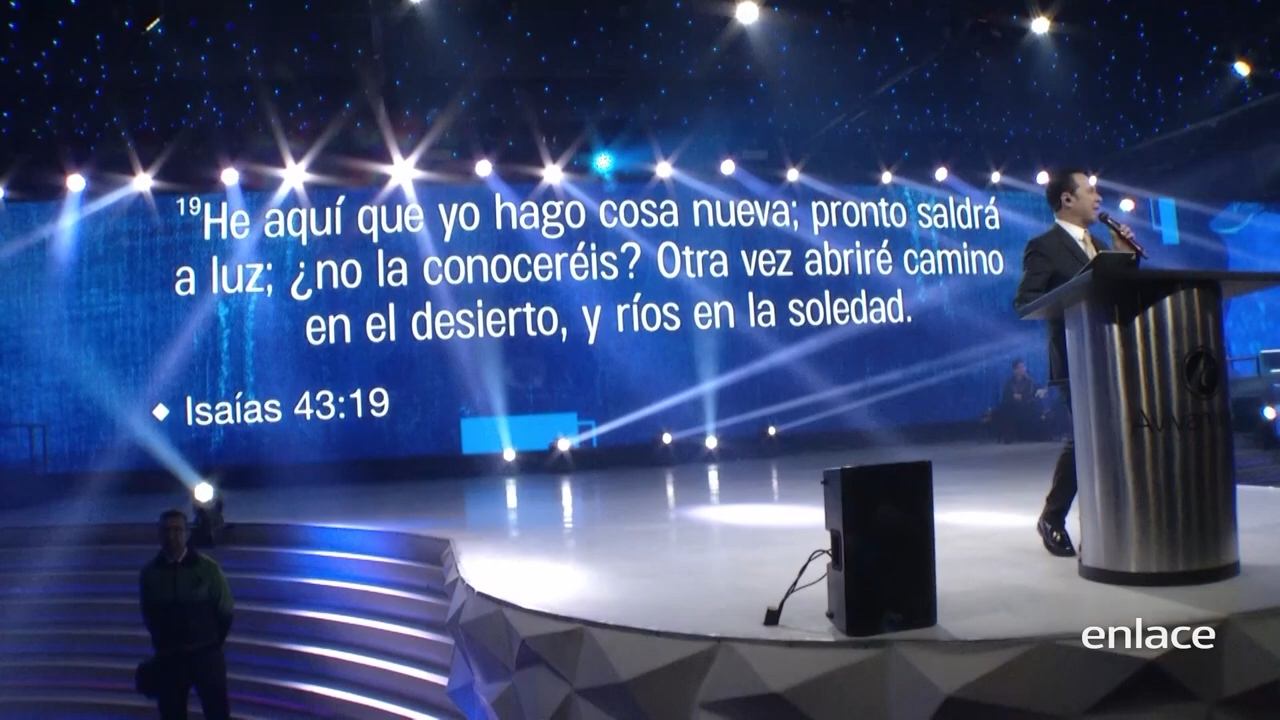 ¹⁹He aquí que yo hago cosa nueva; pronto saldrá
a luz; ¿no la conoceréis? Otra vez abriré camino
en el desierto, y ríos en la soledad.
◆ Isaías 43:19
enlace